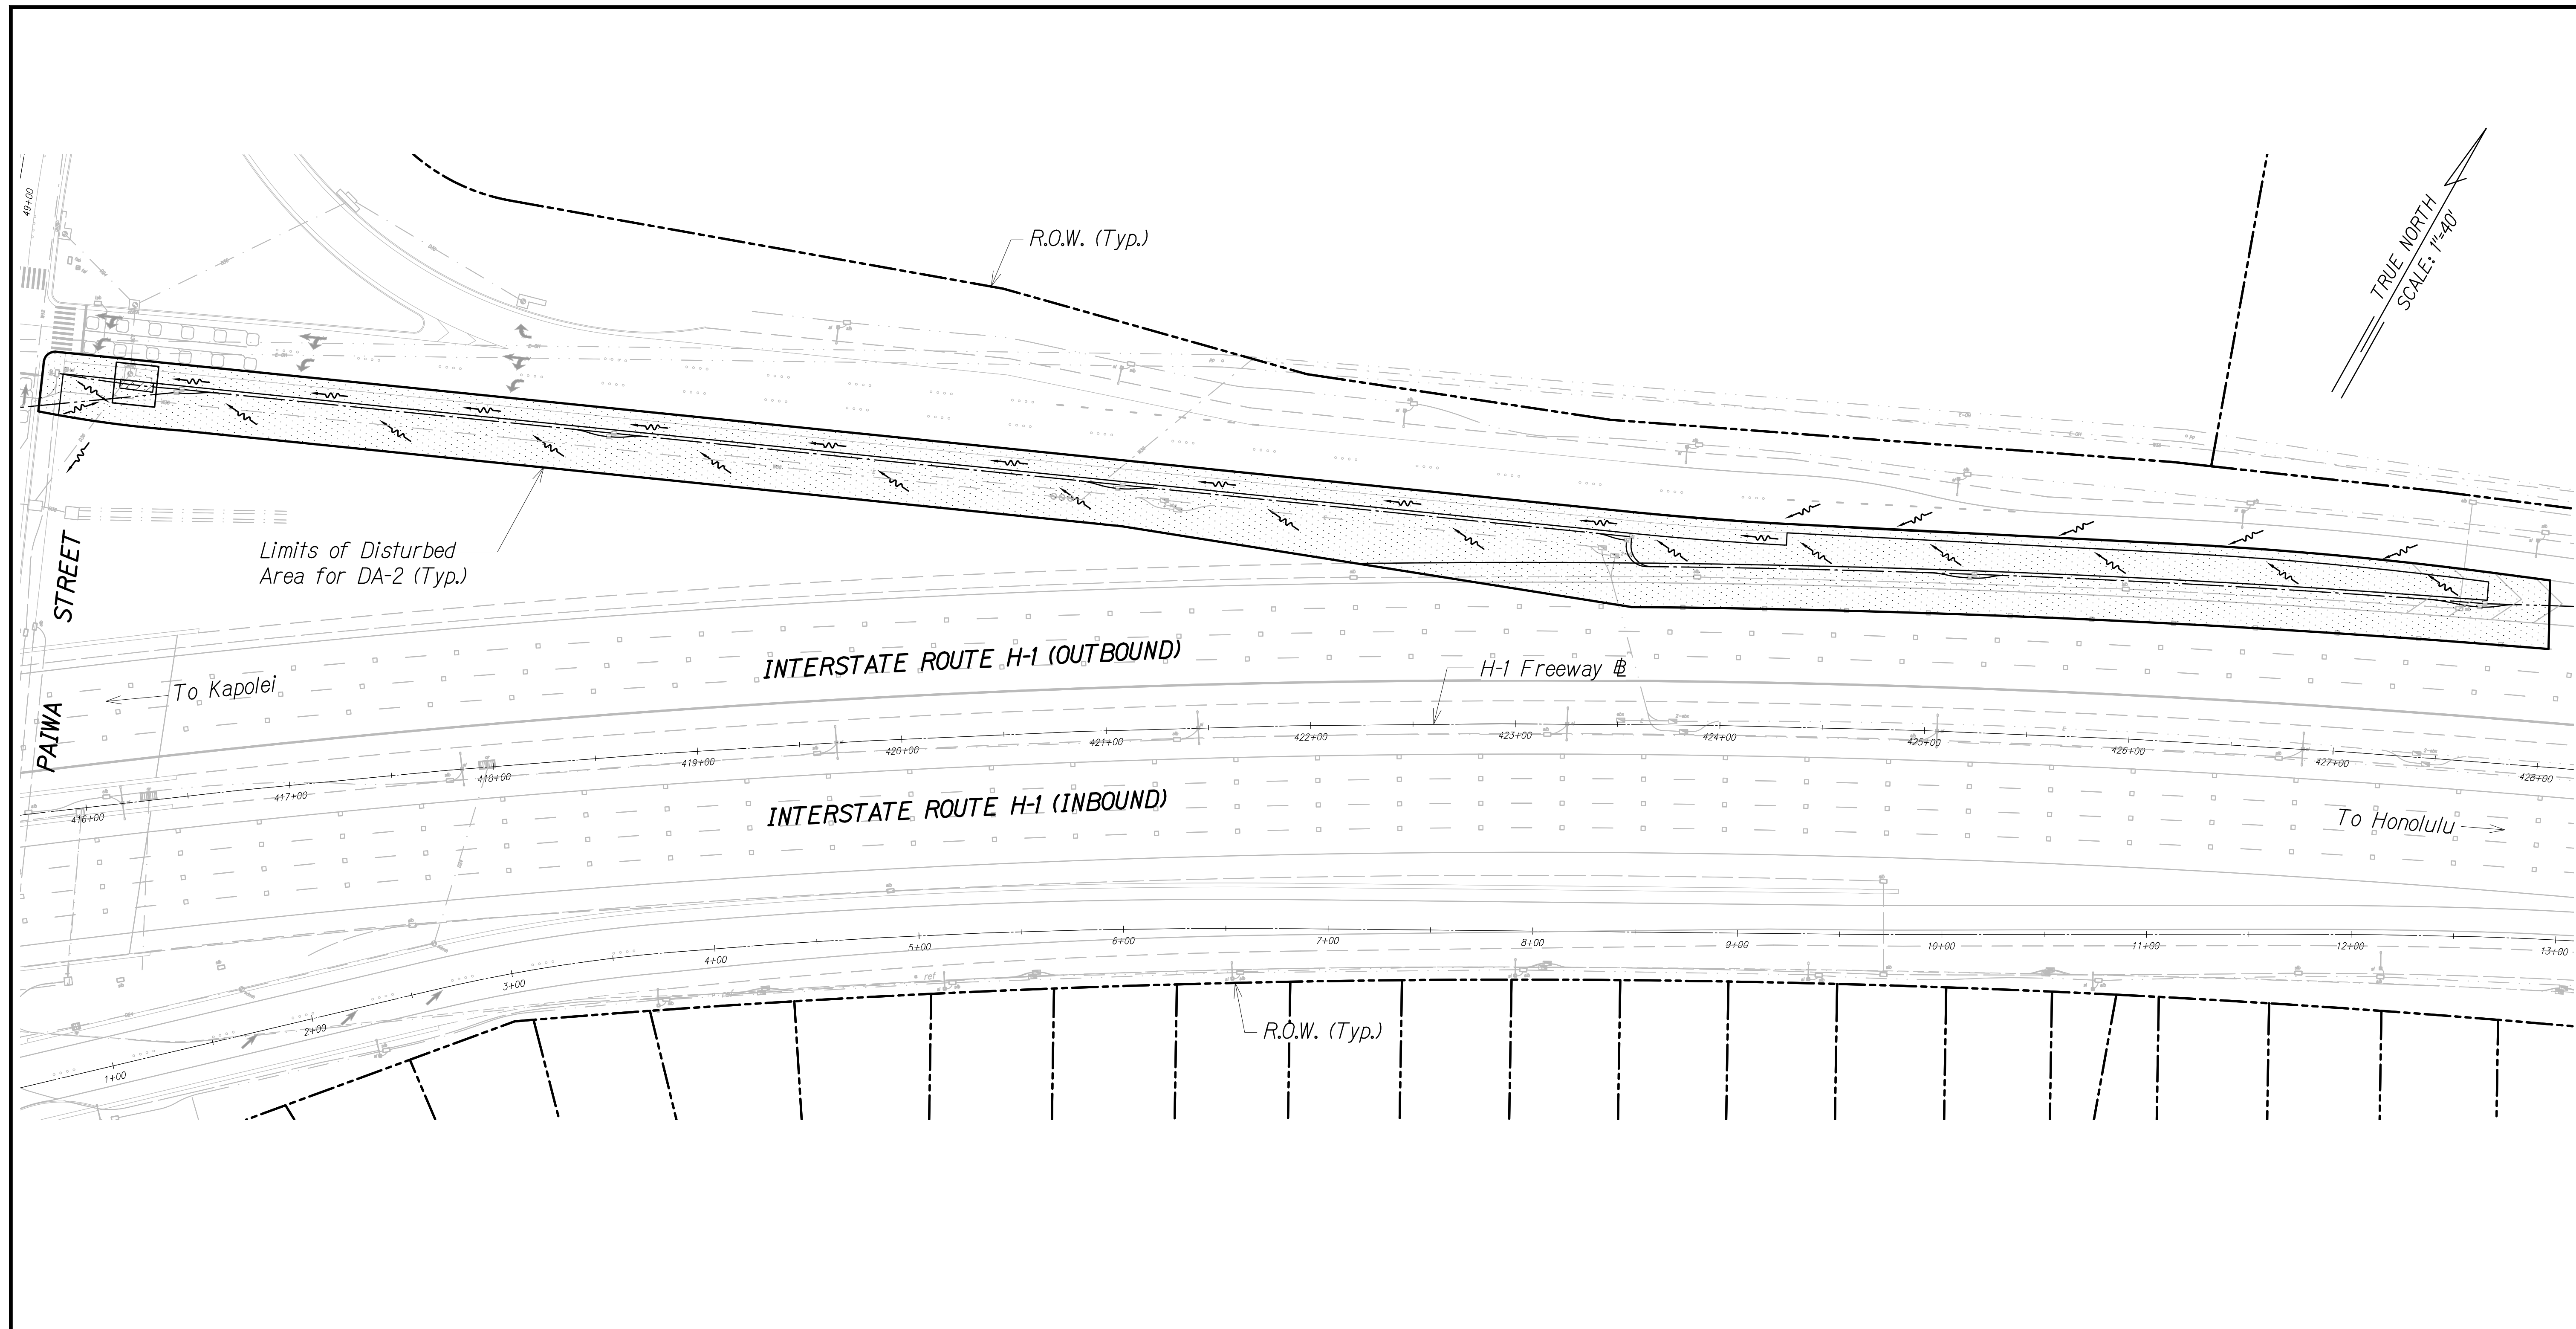 49+00
R.O.W. (Typ.)
TRUE NORTH
SCALE: 1"=40'
Limits of Disturbed
Area for DA-2 (Typ.)
PAIWA STREET
To Kapolei
INTERSTATE ROUTE H-1 (OUTBOUND)
H-1 Freeway BL
416+00
417+00
418+00
419+00
420+00
421+00
422+00
423+00
424+00
425+00
426+00
427+00
428+00
INTERSTATE ROUTE H-1 (INBOUND)
To Honolulu
1+00
2+00
3+00
4+00
5+00
6+00
7+00
8+00
9+00
10+00
11+00
12+00
13+00
ref
R.O.W. (Typ.)